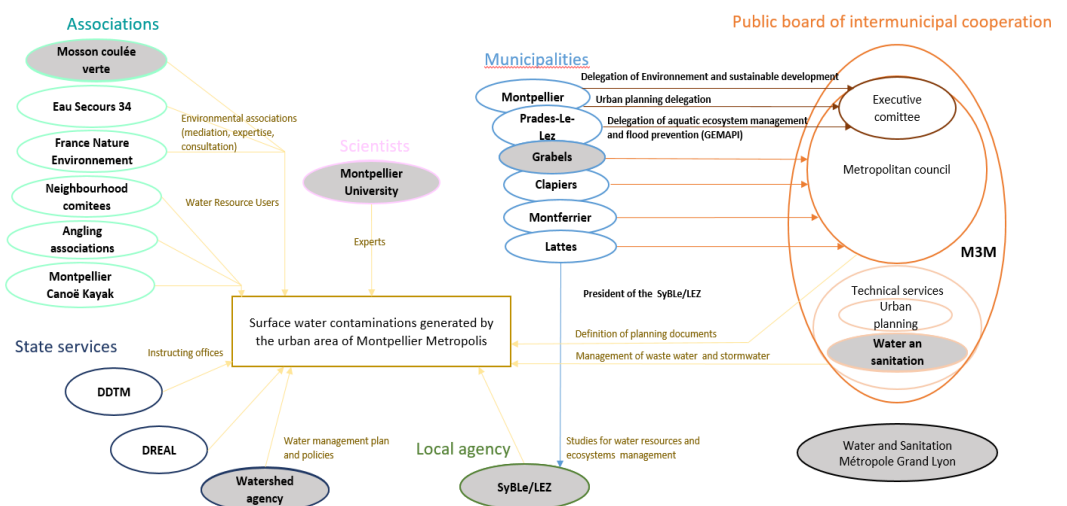 Associations
Mosson coulée
verte
Eau Secours 34
France Nature
Environnement
Neighbourhood
comitees
Angling
associations
Montpellier
Canoë Kayak
Environmental associations
(mediation, expertise,
consultation)
Water Resource Users
Scientists
Montpellier
University
Experts
Municipalities
Montpellier
Prades-Le-
Lez
Grabels
Clapiers
Montferrier
Lattes
Public board of intermunicipal cooperation
Delegation of Environnement and sustainable development
Urban planning delegation
Delegation of aquatic ecosystem management
and flood prevention (GEMAPI)
Executive
comittee
Metropolitan council
M3M
Technical services
Urban
planning
Water an
sanitation
President of the SyBLe/LEZ
Definition of planning documents
Management of waste water and stormwater
Surface water contaminations generated by
the urban area of Montpellier Metropolis
State services
Instructing offices
DDTM
DREAL
Watershed
agency
Water management plan
and policies
Local agency
SyBLe/LEZ
Studies for water resources and
ecosystems management
Water and Sanitation
Métropole Grand Lyon